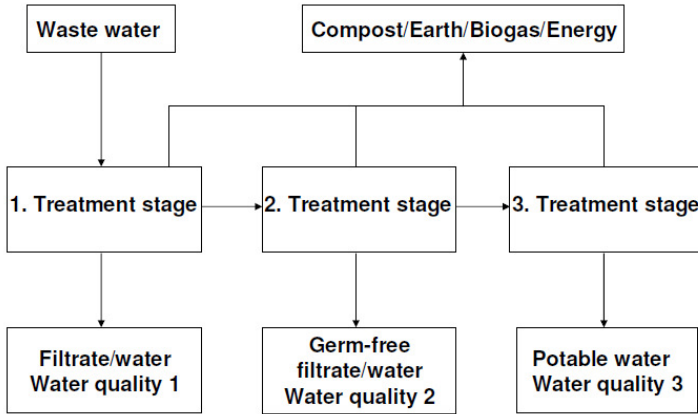 Waste water
Compost/Earth/Biogas/Energy
1. Treatment stage
2. Treatment stage
3. Treatment stage
Filtrate/water
Water quality 1
Germ-free
filtrate/water
Water quality 2
Potable water
Water quality 3